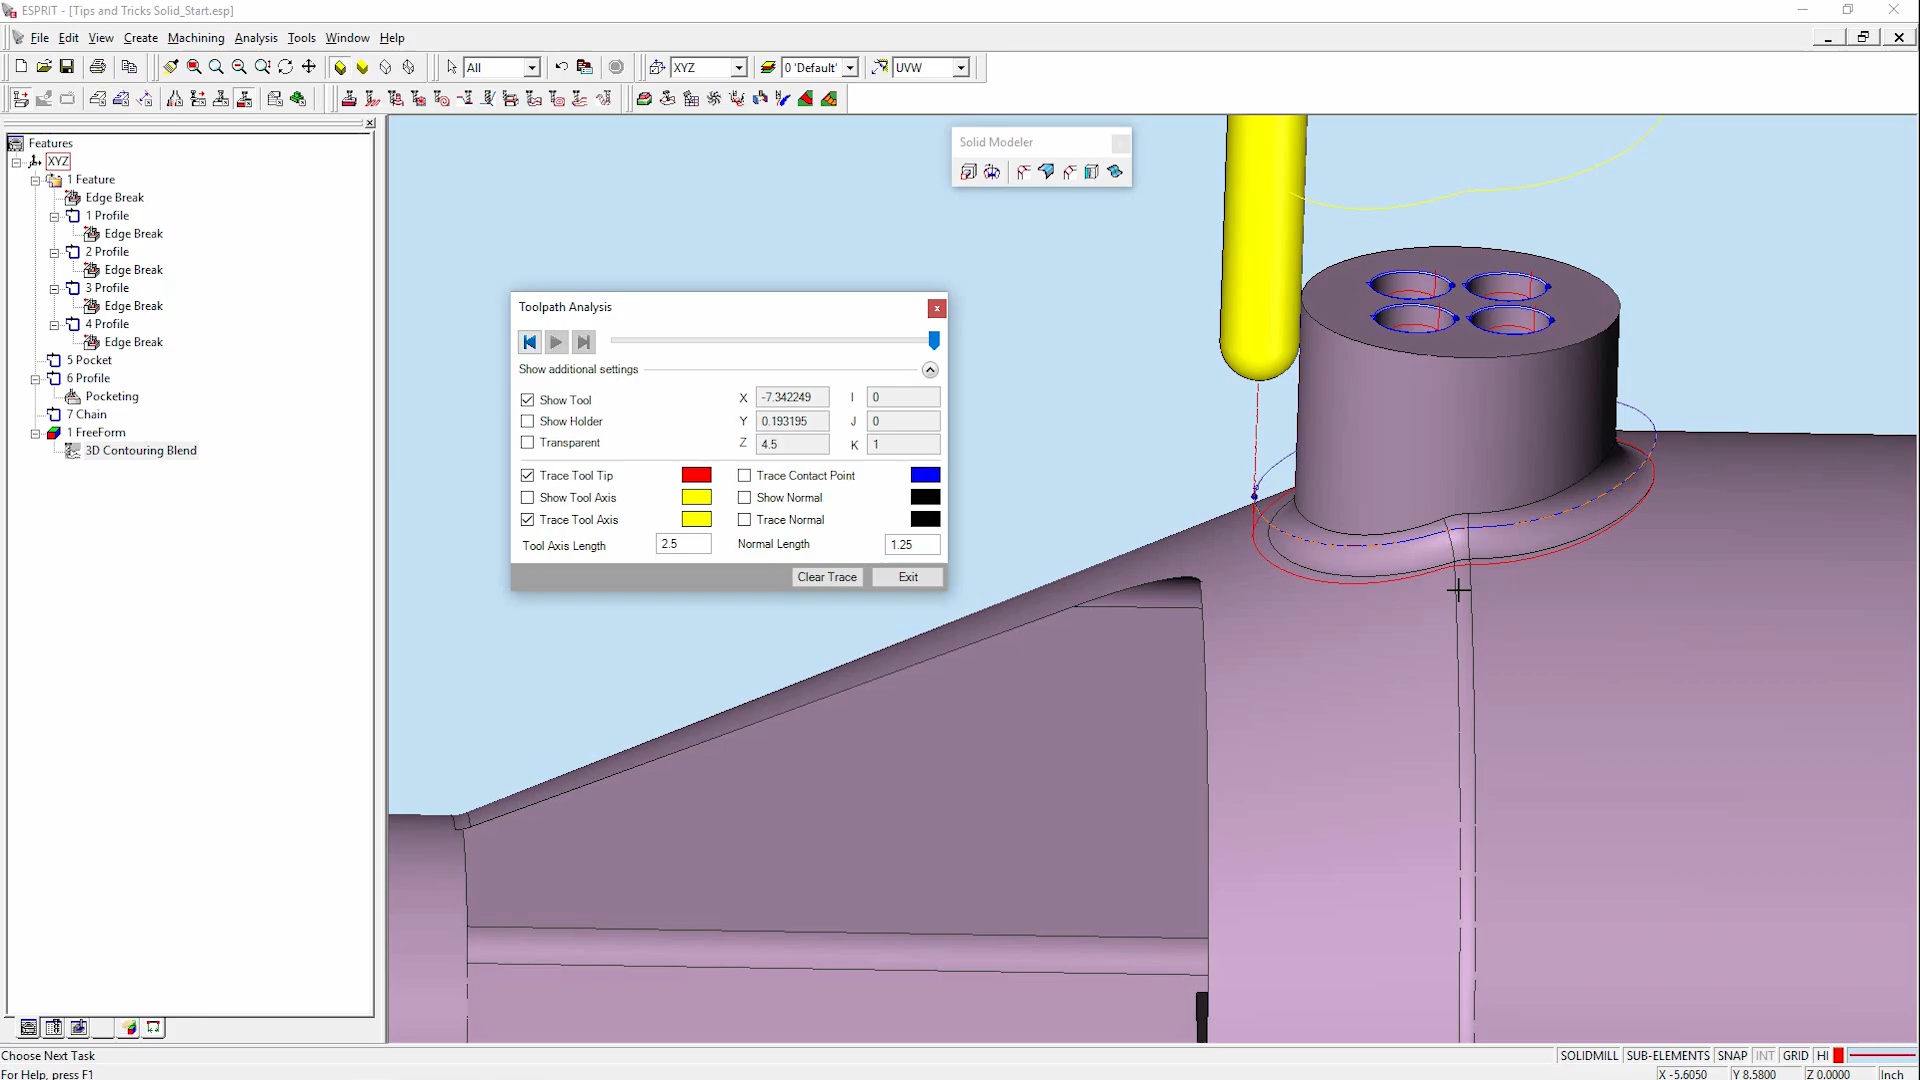 ESPRIT - [Tips and Tricks Solid_Start.esp]
File Edit View Create Machining Analysis Tools Window Help
All XYZ 0 'Default' UVW
Features
XYZ
1 Feature
Edge Break
1 Profile
Edge Break
2 Profile
Edge Break
3 Profile
Edge Break
4 Profile
Edge Break
5 Pocket
6 Profile
Pocketing
7 Chain
1 FreeForm
3D Contouring Blend
Solid Modeler
Toolpath Analysis
Show additional settings
Show Tool X -7.342249 I 0
Show Holder Y 0.193195 J 0
Transparent Z 4.5 K 1
Trace Tool Tip Trace Contact Point
Show Tool Axis Show Normal
Trace Tool Axis Trace Normal
Tool Axis Length 2.5 Normal Length 1.25
Clear Trace Exit
Choose Next Task SOLIDMILL SUB-ELEMENTS SNAP INT GRID HI
For Help, press F1 X -5.6050 Y 8.5800 Z 0.0000 Inch